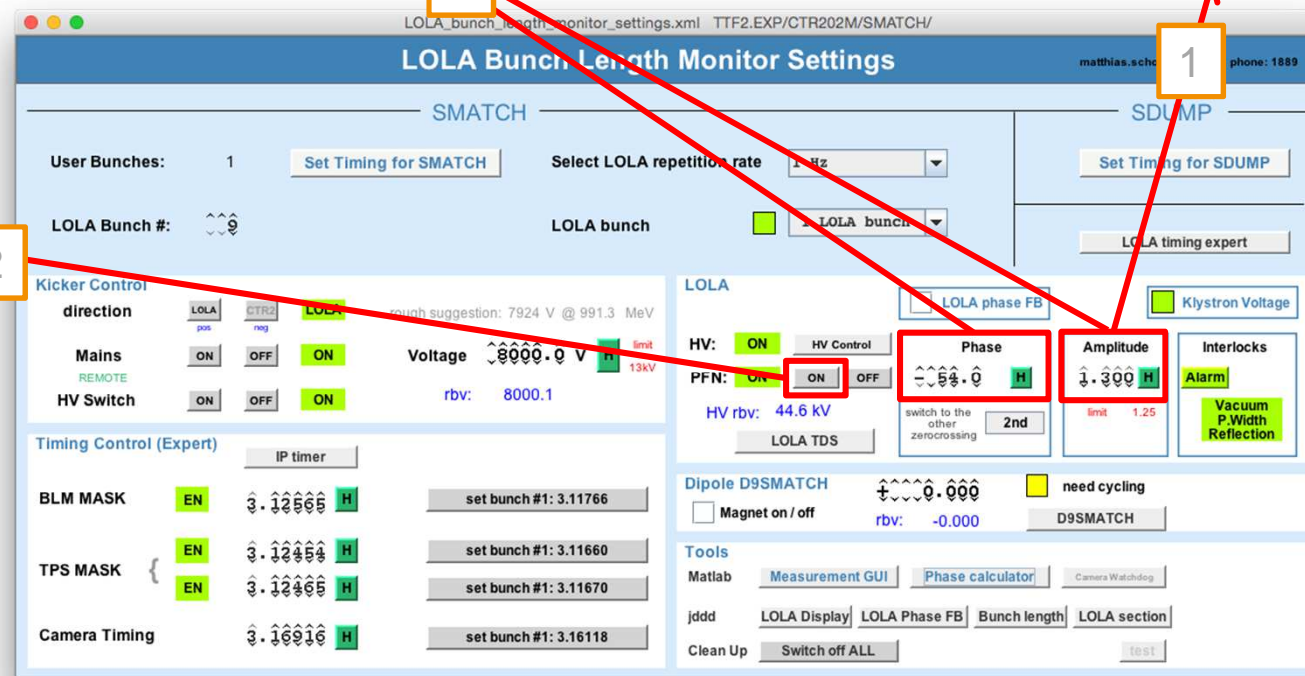 LOLA_bunch_length_monitor_settings.xml TTF2.EXP/CTR202M/SMATCH/
LOLA Bunch Length Monitor Settings
matthias.scho phone: 1889
1
SMATCH
SDUMP
User Bunches: 1 Set Timing for SMATCH Select LOLA repetition rate 1 Hz Set Timing for SDUMP
LOLA Bunch #: 9 LOLA bunch 1 LOLA bunch
LOLA timing expert
2
Kicker Control
direction LOLA CTR2 LOLA rough suggestion: 7924 V @ 991.3 MeV
pos neg
Mains ON OFF ON Voltage 8000.0 V H limit
13kV
REMOTE
HV Switch ON OFF ON rbv: 8000.1
LOLA
LOLA phase FB Klystron Voltage
HV: ON HV Control Phase Amplitude Interlocks
PFN: ON ON OFF -54.0 H 1.300 H Alarm
HV rbv: 44.6 kV
switch to the
other
zerocrossing
2nd
limit 1.25
Vacuum
P.Width
Reflection
LOLA TDS
Timing Control (Expert)
IP timer
BLM MASK EN 3.12565 H set bunch #1: 3.11766
TPS MASK { EN 3.12454 H set bunch #1: 3.11660
EN 3.12465 H set bunch #1: 3.11670
Camera Timing 3.16916 H set bunch #1: 3.16118
Dipole D9SMATCH +0.000 need cycling
Magnet on / off rbv: -0.000 D9SMATCH
Tools
Matlab Measurement GUI Phase calculator Camera Watchdog
jddd LOLA Display LOLA Phase FB Bunch length LOLA section
Clean Up Switch off ALL test